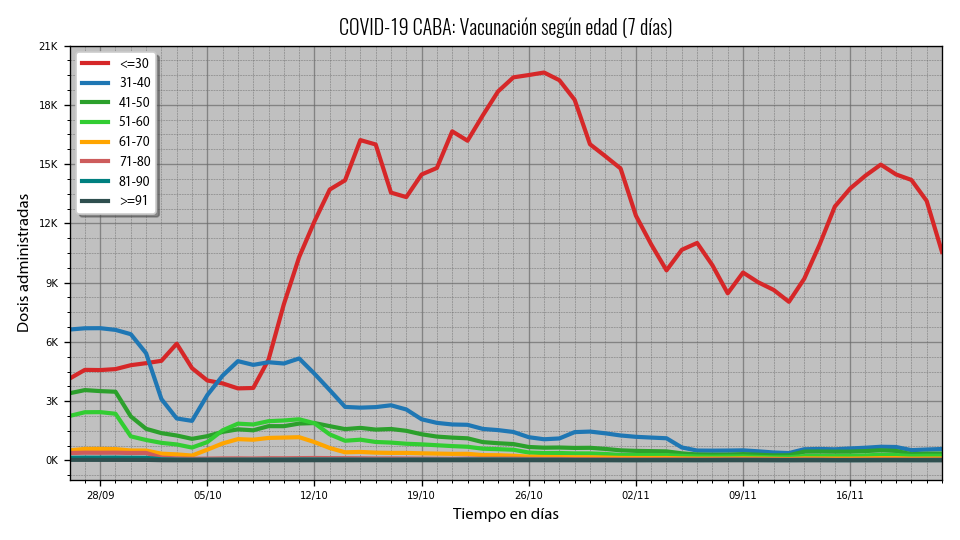 COVID-19 CABA: Vacunación según edad (7 días)
21K
18K
15K
12K
9K
6K
3K
0K
Dosis administradas
<=30
31-40
41-50
51-60
61-70
71-80
81-90
>=91
28/09 05/10 12/10 19/10 26/10 02/11 09/11 16/11
Tiempo en días